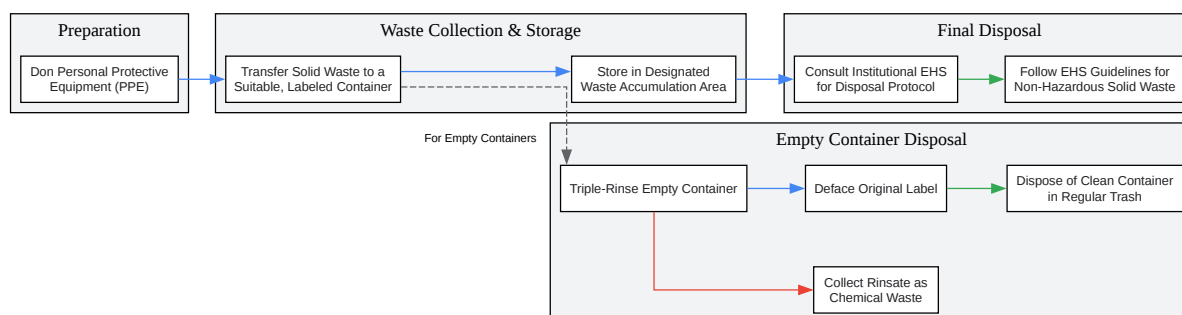 Preparation
Don Personal Protective
Equipment (PPE)
Waste Collection & Storage
Transfer Solid Waste to a
Suitable, Labeled Container
Store in Designated
Waste Accumulation Area
Final Disposal
Consult Institutional EHS
for Disposal Protocol
Follow EHS Guidelines for
Non-Hazardous Solid Waste
For Empty Containers
Empty Container Disposal
Triple-Rinse Empty Container
Deface Original Label
Dispose of Clean Container
in Regular Trash
Collect Rinsate as
Chemical Waste